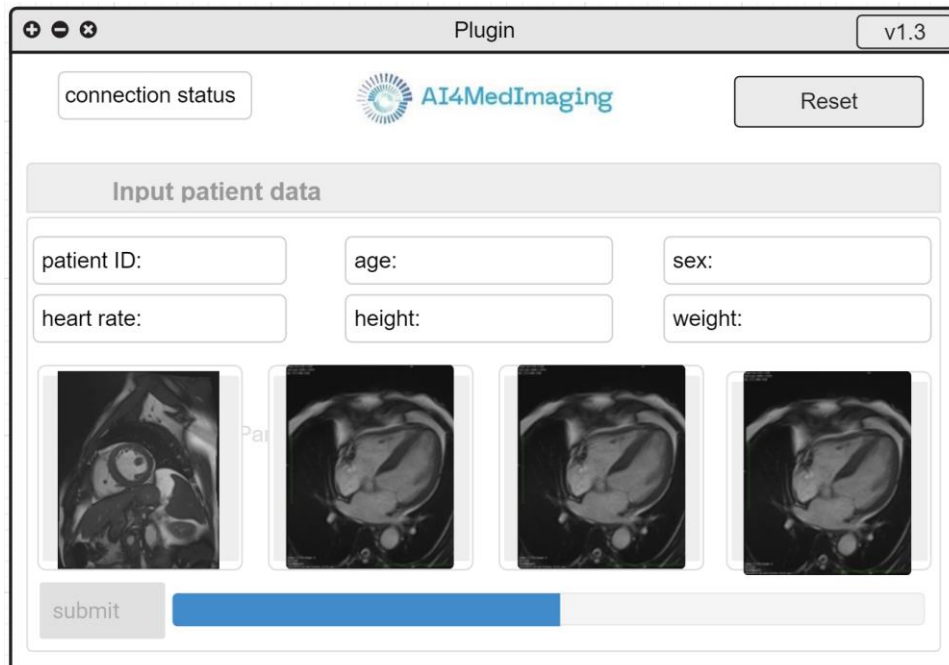 Plugin
v1.3
connection status
AI4MedImaging
Reset
Input patient data
patient ID:
age:
sex:
heart rate:
height:
weight:
submit